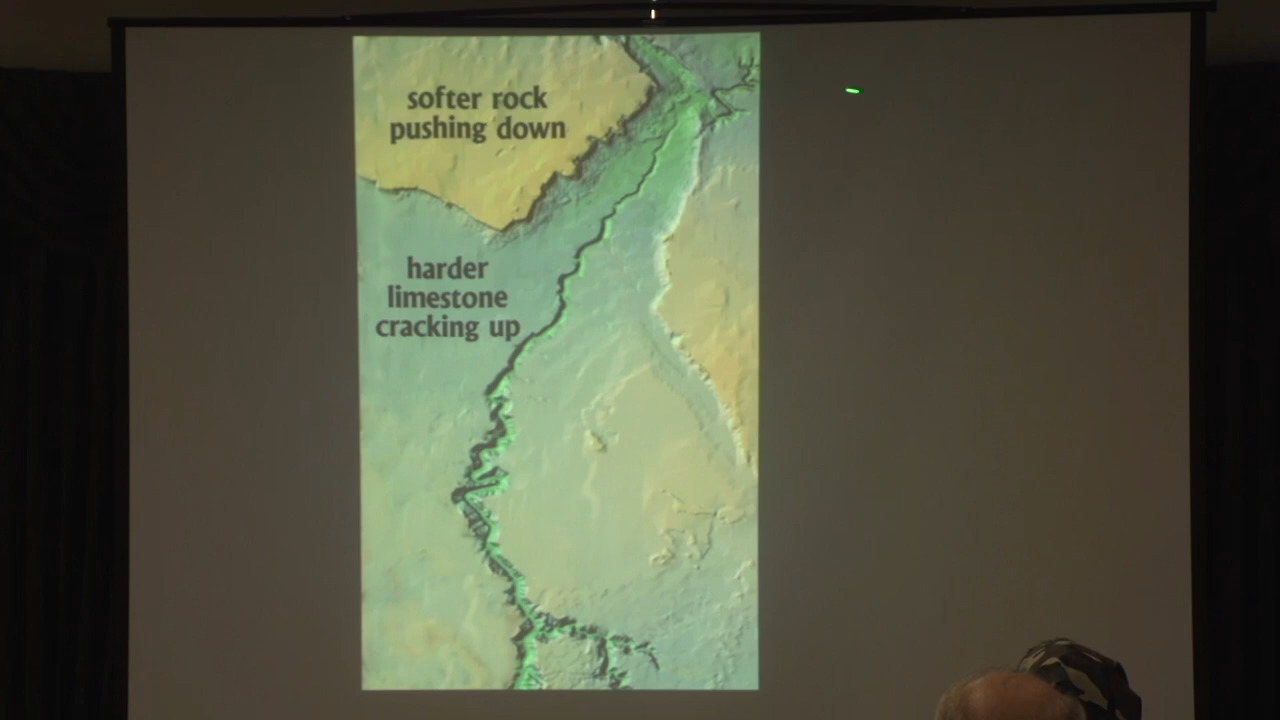 softer rock
pushing down
harder
limestone
cracking up